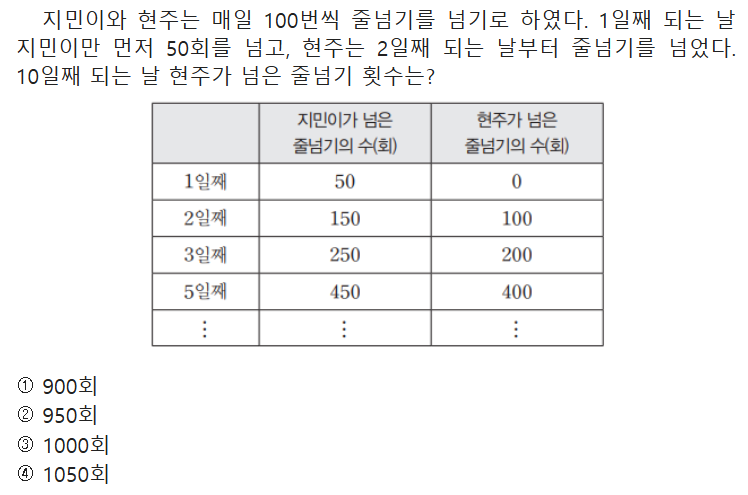 지민이와 현주는 매일 100번씩 줄넘기를 넘기로 하였다. 1일째 되는 날
지민이만 먼저 50회를 넘고, 현주는 2일째 되는 날부터 줄넘기를 넘었다.
10일째 되는 날 현주가 넘은 줄넘기 횟수는?
지민이가 넘은 현주가 넘은
줄넘기의 수(회) 줄넘기의 수(회)
1일째 50 0
2일째 150 100
3일째 250 200
5일째 450 400
⋮ ⋮ ⋮
① 900회
② 950회
③ 1000회
④ 1050회